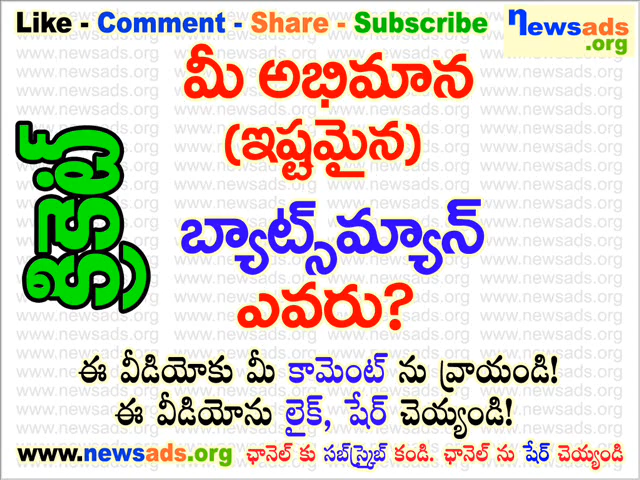 Like - Comment - Share - Subscribe
newsads
.org
మీ అభిమాన
(ఇష్టమైన)
క్రికెట్
బ్యాట్స్‌మ్యాన్
ఎవరు?
ఈ వీడియోకు మీ కామెంట్ ను వ్రాయండి!
ఈ వీడియోను లైక్, షేర్ చెయ్యండి!
www.newsads.org ఛానెల్ కు సబ్‌స్క్రైబ్ కండి. ఛానెల్ ను షేర్ చెయ్యండి